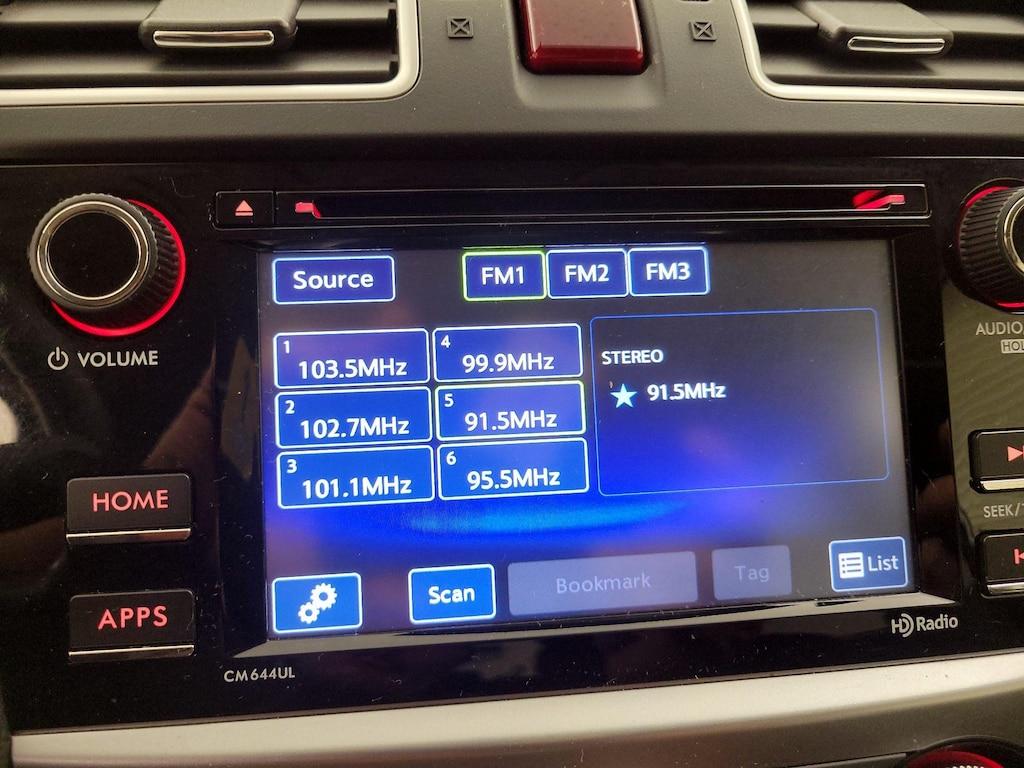 Source
FM1 FM2 FM3
1 103.5MHz
4 99.9MHz
2 102.7MHz
5 91.5MHz
3 101.1MHz
6 95.5MHz
STEREO
★ 91.5MHz
Scan
Bookmark
Tag
List
VOLUME
HOME
APPS
CM644UL
HD Radio
AUDIO
SEEK/